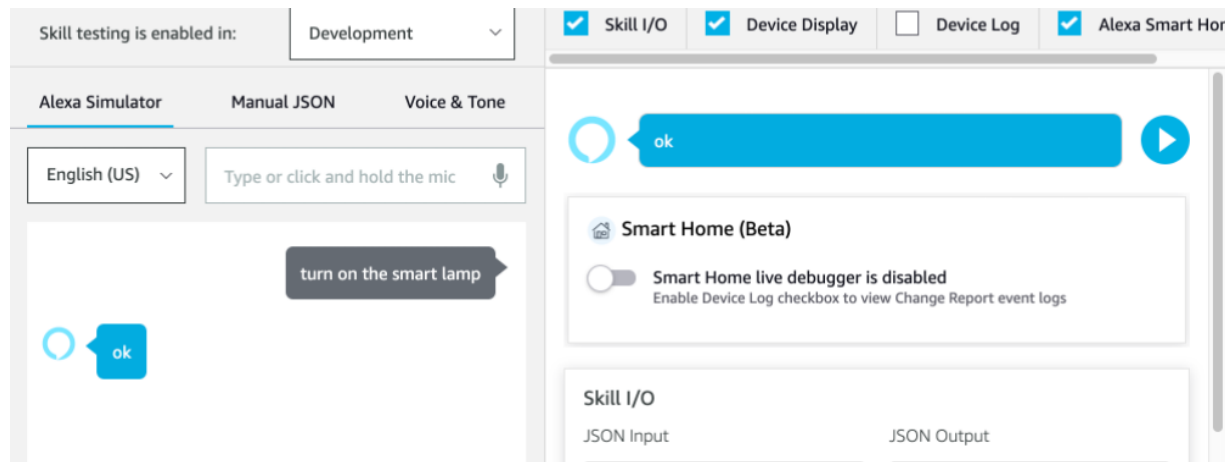 Skill testing is enabled in:
Development
Skill I/O
Device Display
Device Log
Alexa Smart Hor
Alexa Simulator
Manual JSON
Voice & Tone
English (US)
Type or click and hold the mic
turn on the smart lamp
ok
ok
Smart Home (Beta)
Smart Home live debugger is disabled
Enable Device Log checkbox to view Change Report event logs
Skill I/O
JSON Input
JSON Output